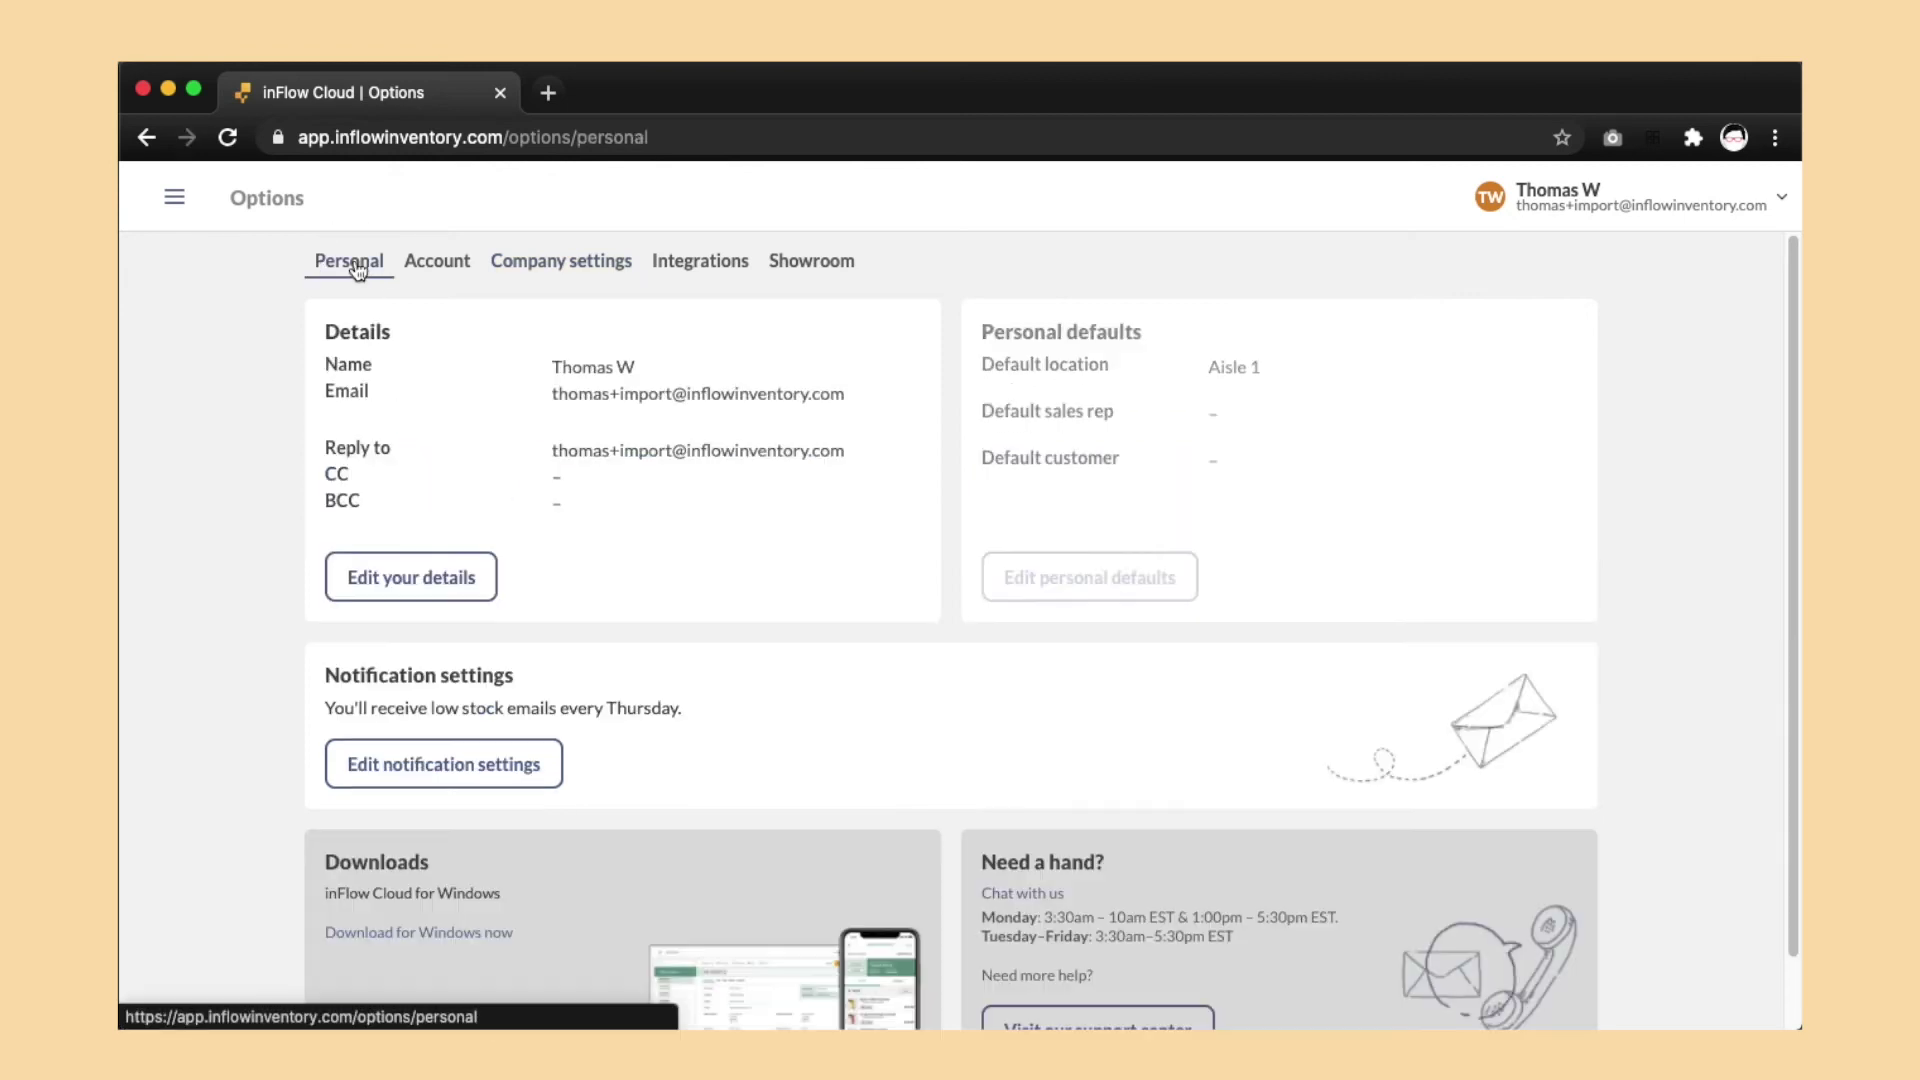 inFlow Cloud | Options
app.inflowinventory.com/options/personal
Options
TW
Thomas W
thomas+import@inflowinventory.com
Personal Account Company settings Integrations Showroom
Details
Name Thomas W
Email thomas+import@inflowinventory.com
Reply to thomas+import@inflowinventory.com
CC –
BCC –
Edit your details
Personal defaults
Default location Aisle 1
Default sales rep –
Default customer –
Edit personal defaults
Notification settings
You'll receive low stock emails every Thursday.
Edit notification settings
Downloads
inFlow Cloud for Windows
Download for Windows now
Need a hand?
Chat with us
Monday: 3:30am – 10am EST & 1:00pm – 5:30pm EST.
Tuesday–Friday: 3:30am–5:30pm EST
Need more help?
Visit our support center
https://app.inflowinventory.com/options/personal